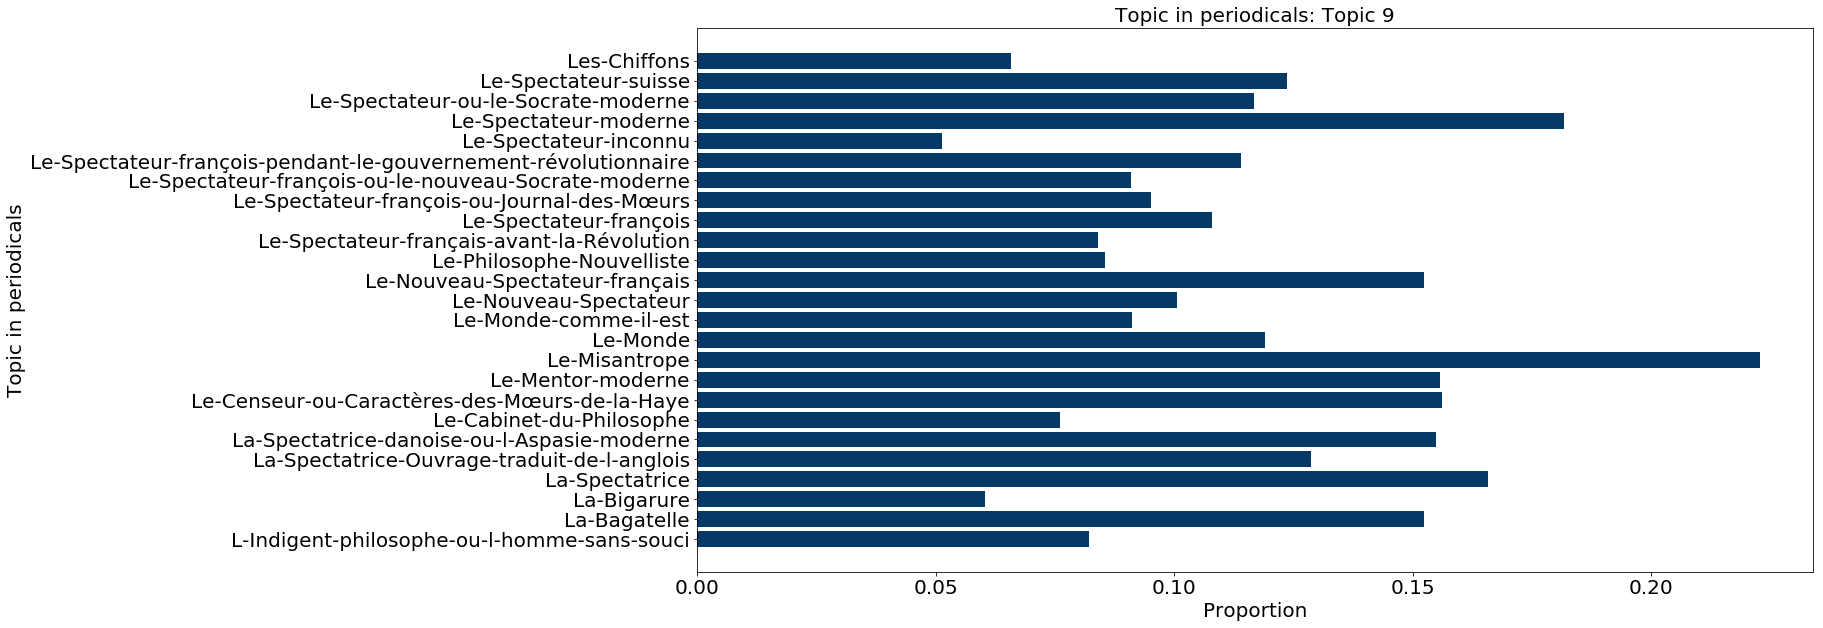 Topic in periodicals: Topic 9
Topic in periodicals
Les-Chiffons
Le-Spectateur-suisse
Le-Spectateur-ou-le-Socrate-moderne
Le-Spectateur-moderne
Le-Spectateur-inconnu
Le-Spectateur-françois-pendant-le-gouvernement-révolutionnaire
Le-Spectateur-françois-ou-le-nouveau-Socrate-moderne
Le-Spectateur-françois-ou-Journal-des-Mœurs
Le-Spectateur-françois
Le-Spectateur-français-avant-la-Révolution
Le-Philosophe-Nouvelliste
Le-Nouveau-Spectateur-français
Le-Nouveau-Spectateur
Le-Monde-comme-il-est
Le-Monde
Le-Misantrope
Le-Mentor-moderne
Le-Censeur-ou-Caractères-des-Mœurs-de-la-Haye
Le-Cabinet-du-Philosophe
La-Spectatrice-danoise-ou-l-Aspasie-moderne
La-Spectatrice-Ouvrage-traduit-de-l-anglois
La-Spectatrice
La-Bigarure
La-Bagatelle
L-Indigent-philosophe-ou-l-homme-sans-souci
0.00 0.05 0.10 0.15 0.20
Proportion